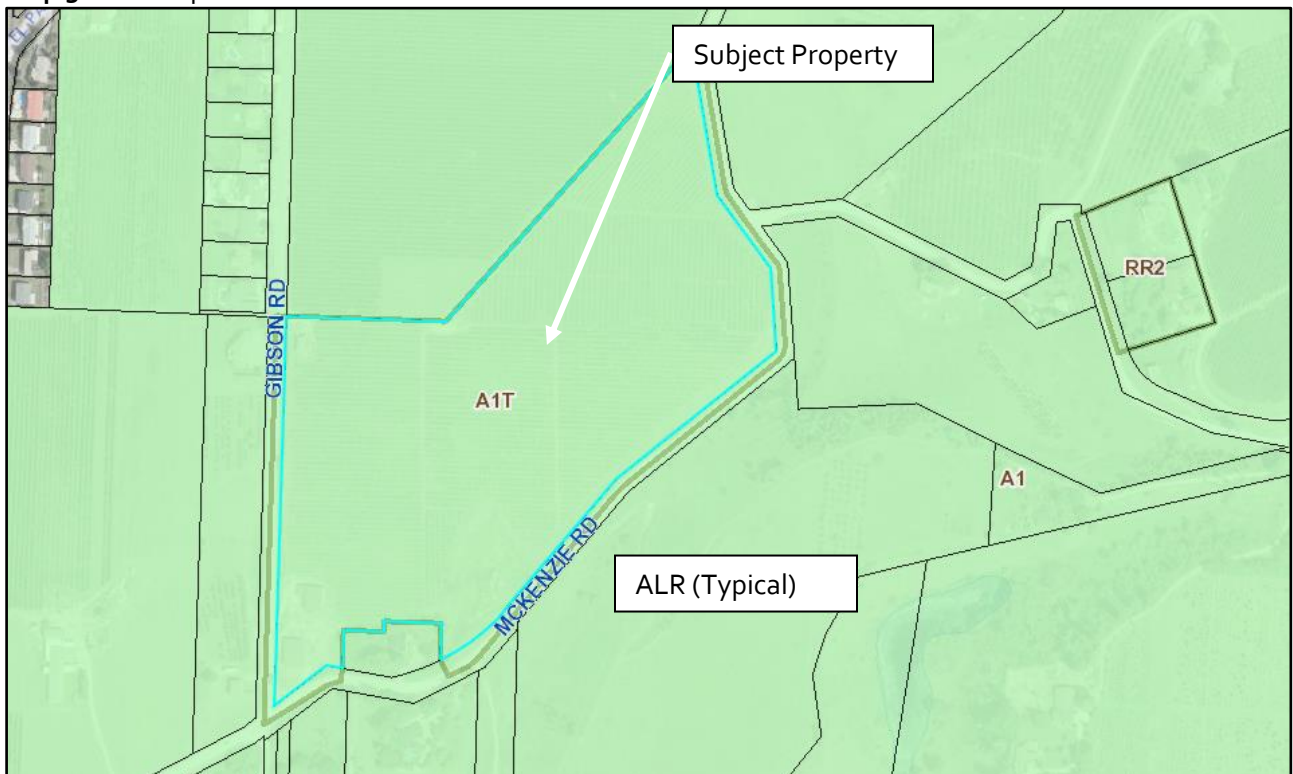 Subject Property
GIBSON RD
RR2
A1T
A1
MCKENZIE RD
ALR (Typical)